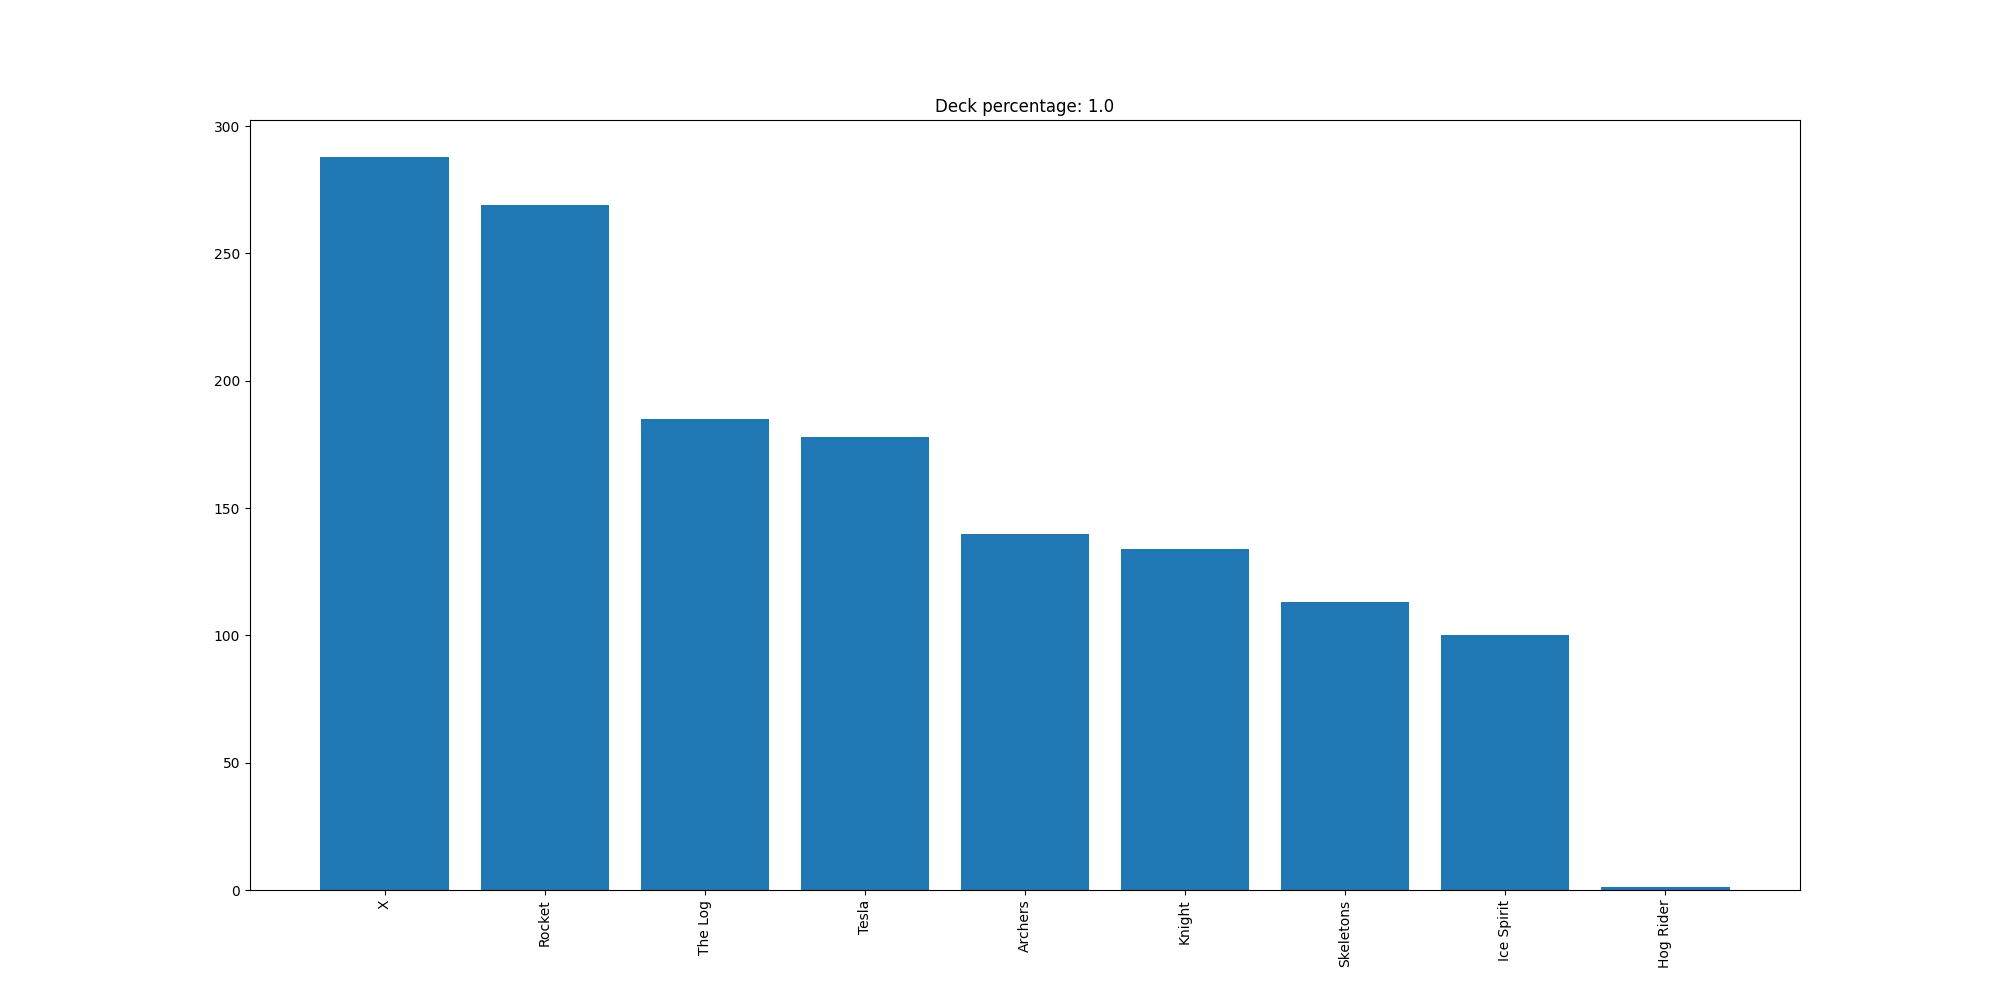 Deck percentage: 1.0
300
250
200
150
100
50
0
X
Rocket
The Log
Tesla
Archers
Knight
Skeletons
Ice Spirit
Hog Rider